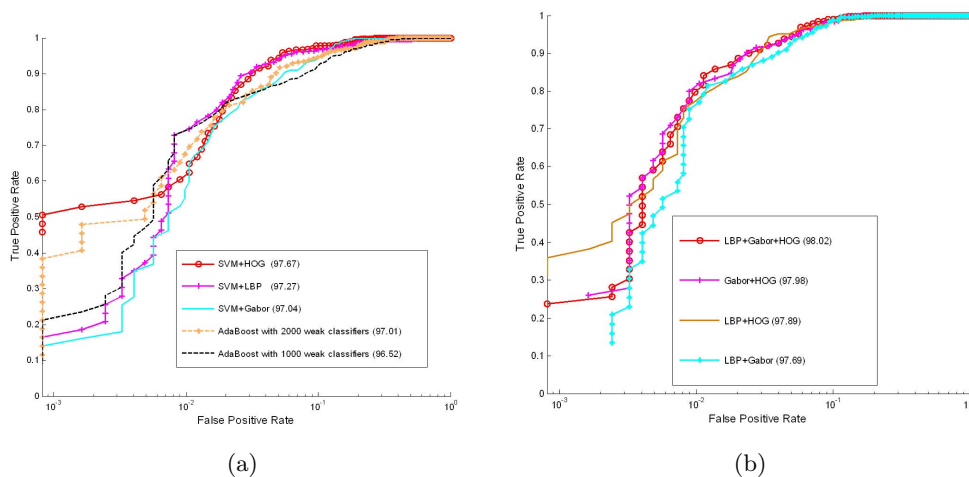 1
0.9
0.8
0.7
0.6
0.5
0.4
0.3
0.2
0.1
True Positive Rate
SVM+HOG (97.67)
SVM+LBP (97.27)
SVM+Gabor (97.04)
AdaBoost with 2000 weak classifiers (97.01)
AdaBoost with 1000 weak classifiers (96.52)
10-3
10-2
10-1
100
False Positive Rate
(a)
1
0.9
0.8
0.7
0.6
0.5
0.4
0.3
0.2
0.1
0
True Positive Rate
LBP+Gabor+HOG (98.02)
Gabor+HOG (97.98)
LBP+HOG (97.89)
LBP+Gabor (97.69)
10-3
10-2
10-1
1
False Positive Rate
(b)